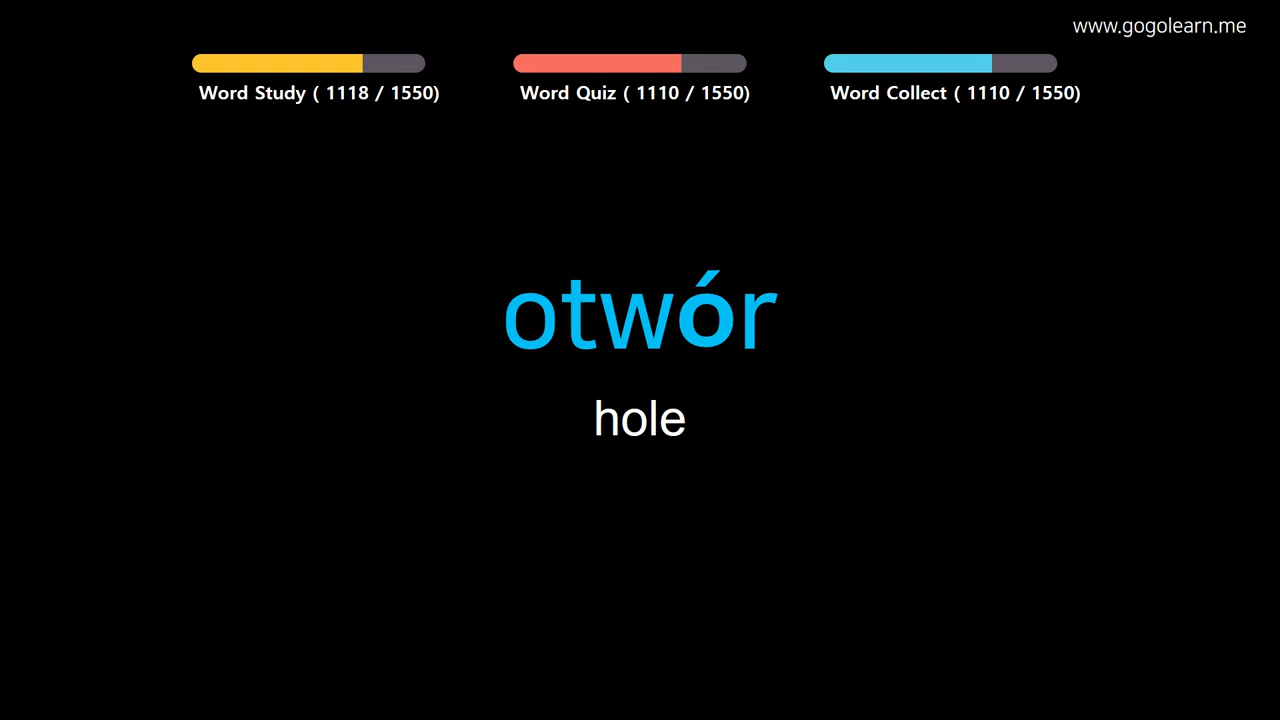 www.gogolearn.me
Word Study ( 1118 / 1550)
Word Quiz ( 1110 / 1550)
Word Collect ( 1110 / 1550)
otwór
hole